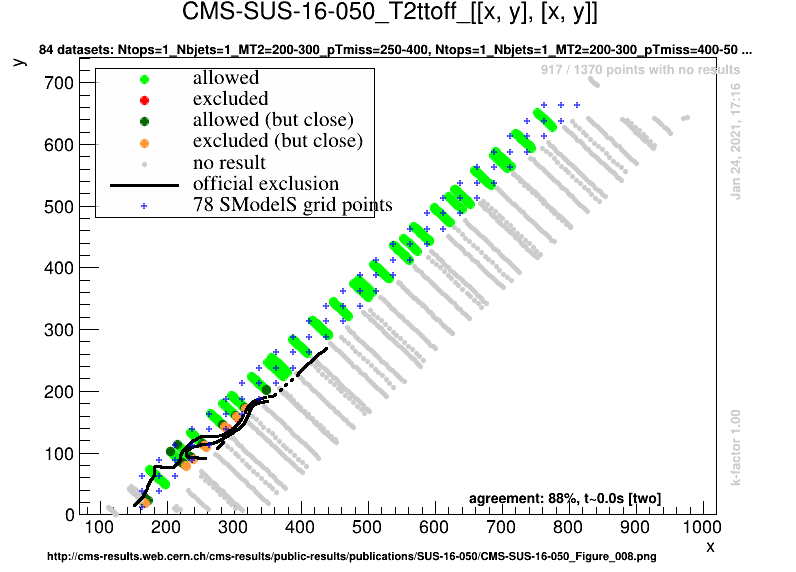 CMS-SUS-16-050_T2ttoff_[[x, y], [x, y]]
84 datasets: Ntops=1_Nbjets=1_MT2=200-300_pTmiss=250-400, Ntops=1_Nbjets=1_MT2=200-300_pTmiss=400-50 ...
y
917 / 1370 points with no results
allowed
excluded
allowed (but close)
excluded (but close)
no result
official exclusion
78 SModelS grid points
Jan 24, 2021, 17:16
k-factor 1.00
700
600
500
400
300
200
100
0
agreement: 88%, t~0.0s [two]
100 200 300 400 500 600 700 800 900 1000
x
http://cms-results.web.cern.ch/cms-results/public-results/publications/SUS-16-050/CMS-SUS-16-050_Figure_008.png